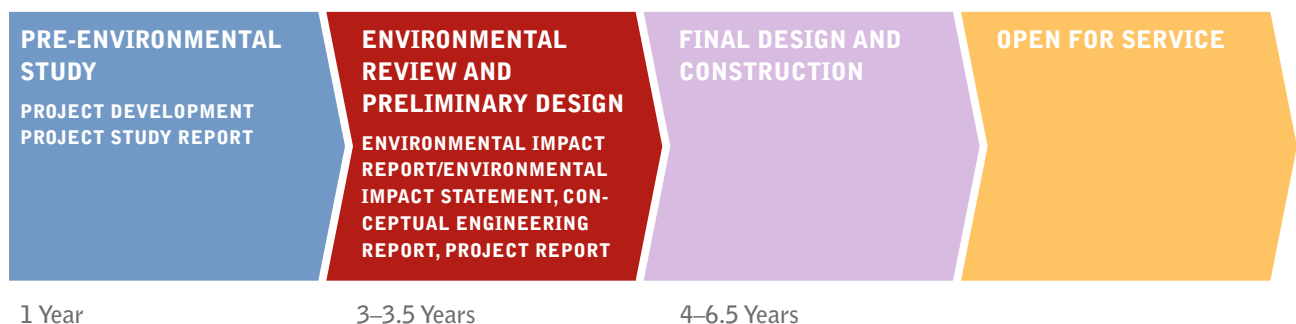 PRE-ENVIRONMENTAL
STUDY
PROJECT DEVELOPMENT
PROJECT STUDY REPORT
ENVIRONMENTAL
REVIEW AND
PRELIMINARY DESIGN
ENVIRONMENTAL IMPACT
REPORT/ENVIRONMENTAL
IMPACT STATEMENT, CON-
CEPTUAL ENGINEERING
REPORT, PROJECT REPORT
FINAL DESIGN AND
CONSTRUCTION
OPEN FOR SERVICE
1 Year
3–3.5 Years
4–6.5 Years